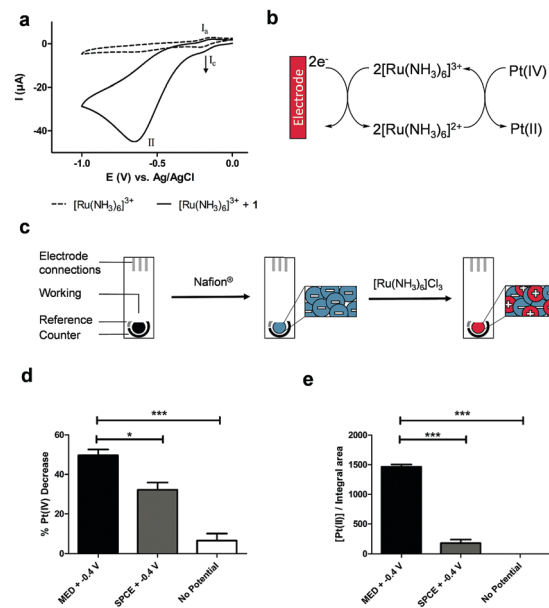 a
I (µA)
0
-20
-40
Iₐ
I꜀
II
-1.0 -0.5 0.0
E (V) vs. Ag/AgCl
[Ru(NH₃)₆]³⁺ [Ru(NH₃)₆]³⁺ + 1
b
Electrode
2e⁻
2[Ru(NH₃)₆]³⁺ Pt(IV)
2[Ru(NH₃)₆]²⁺ Pt(II)
c
Electrode
connections
Working
Reference
Counter
Nafion®
[Ru(NH₃)₆]Cl₃
d
% Pt(IV) Decrease
60
40
20
0
***
*
MED + -0.4 V
SPCE + -0.4 V
No Potential
e
[Pt(II)] / Integral area
2000
1500
1000
500
0
***
***
MED + -0.4 V
SPCE + -0.4 V
No Potential